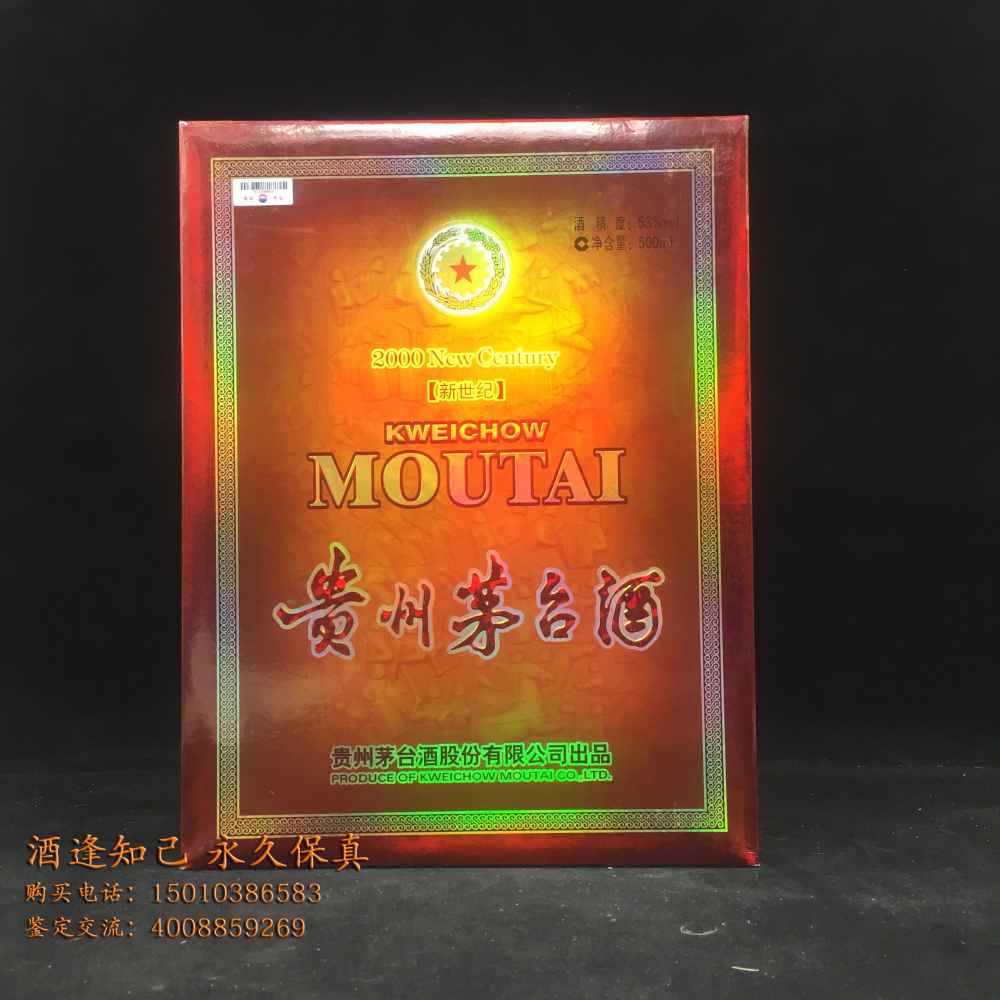 酒 精 度：53%vol
净含量：500ml
2000 New Century
【新世纪】
KWEICHOW
MOUTAI
贵州茅台酒
贵州茅台酒股份有限公司出品
PRODUCE OF KWEICHOW MOUTAI CO.,LTD.
酒逢知己 永久保真
购买电话：15010386583
鉴定交流：4008859269